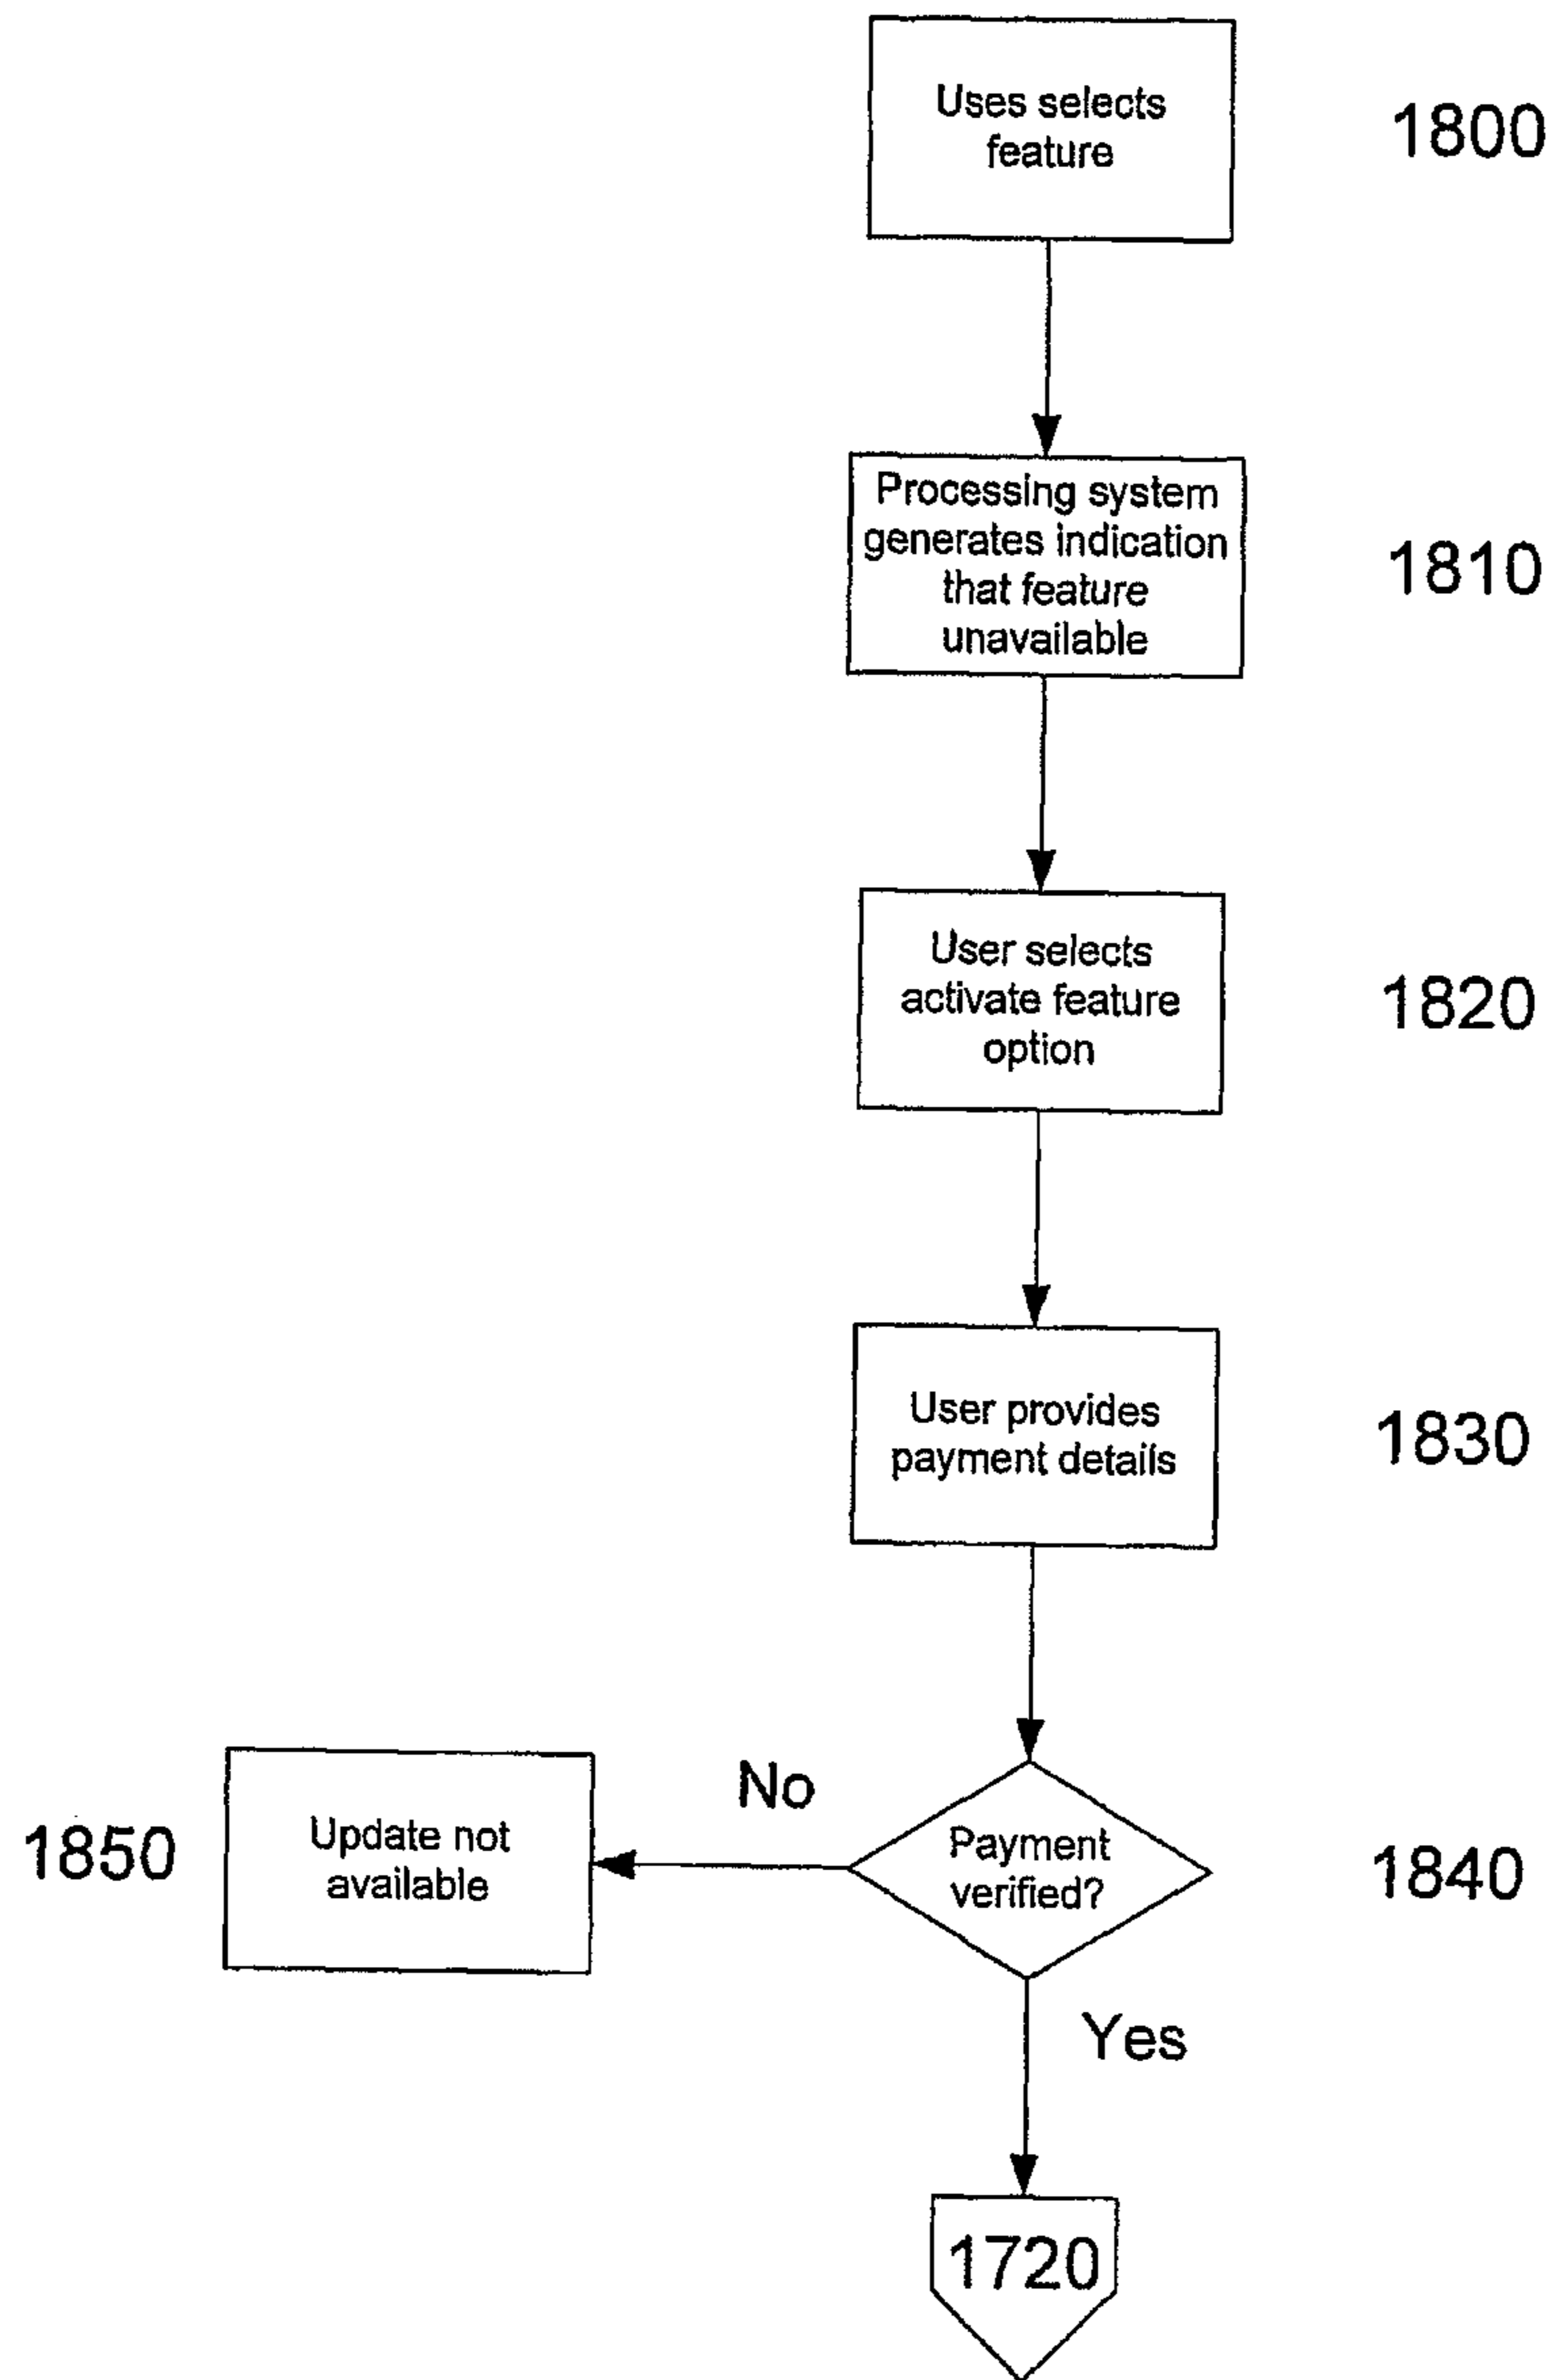 Uses selects
feature
1800
Processing system
generates indication
that feature
unavailable
1810
User selects
activate feature
option
1820
User provides
payment details
1830
No
1850
Update not
available
Payment
verified?
1840
Yes
1720